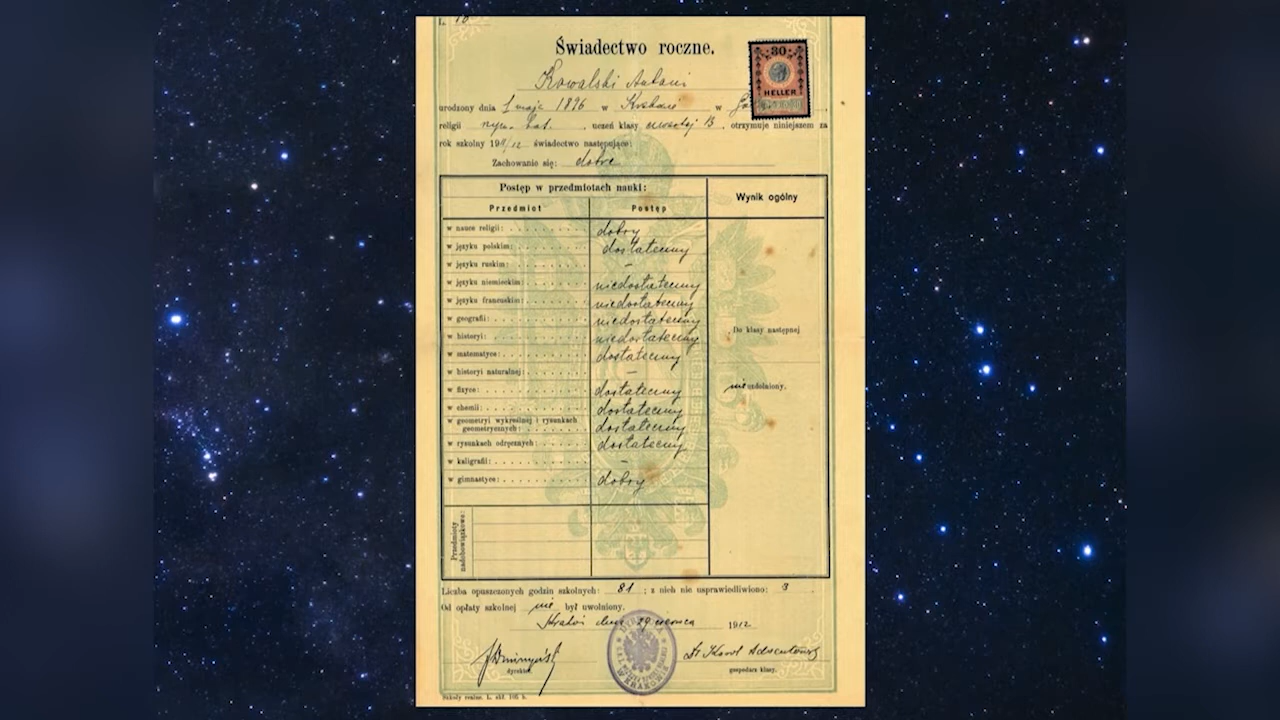 Świadectwo roczne.
30
HELLER
Kowalski Antoni
urodzony dnia 1 maja 1896 w Krakowie w
religii rzym. kat., uczeń klasy szóstej B, otrzymuje niniejszem za
rok szkolny 1911/12 świadectwo następujące:
Zachowanie się: dobre
Postęp w przedmiotach nauki: Wynik ogólny
Przedmiot Postęp
w nauce religii: dobry
w języku polskim: dostateczny
w języku ruskim: –
w języku niemieckim: niedostateczny
w języku francuskim: niedostateczny
w geografii: niedostateczny
w historyi: niedostateczny
Do klasy następnej
w matematyce: dostateczny
w historyi naturalnej: –
w fizyce: dostateczny
nieuzdolniony.
w chemii: dostateczny
w geometryi wykreślnej i rysunkach
geometrycznych: dostateczny
w rysunkach odręcznych: dostateczny
w kaligrafii: –
w gimnastyce: dobry
Przedmioty
nadobowiązkowe:
Liczba opuszczonych godzin szkolnych: 81; z nich nie usprawiedliwiono: 3
Od opłaty szkolnej nie był uwolniony.
Kraków dnia 29 czerwca 1912
Dr Karol
dyrektor. gospodarz klasy.
Szkoły realne. L. skł. 101 b.